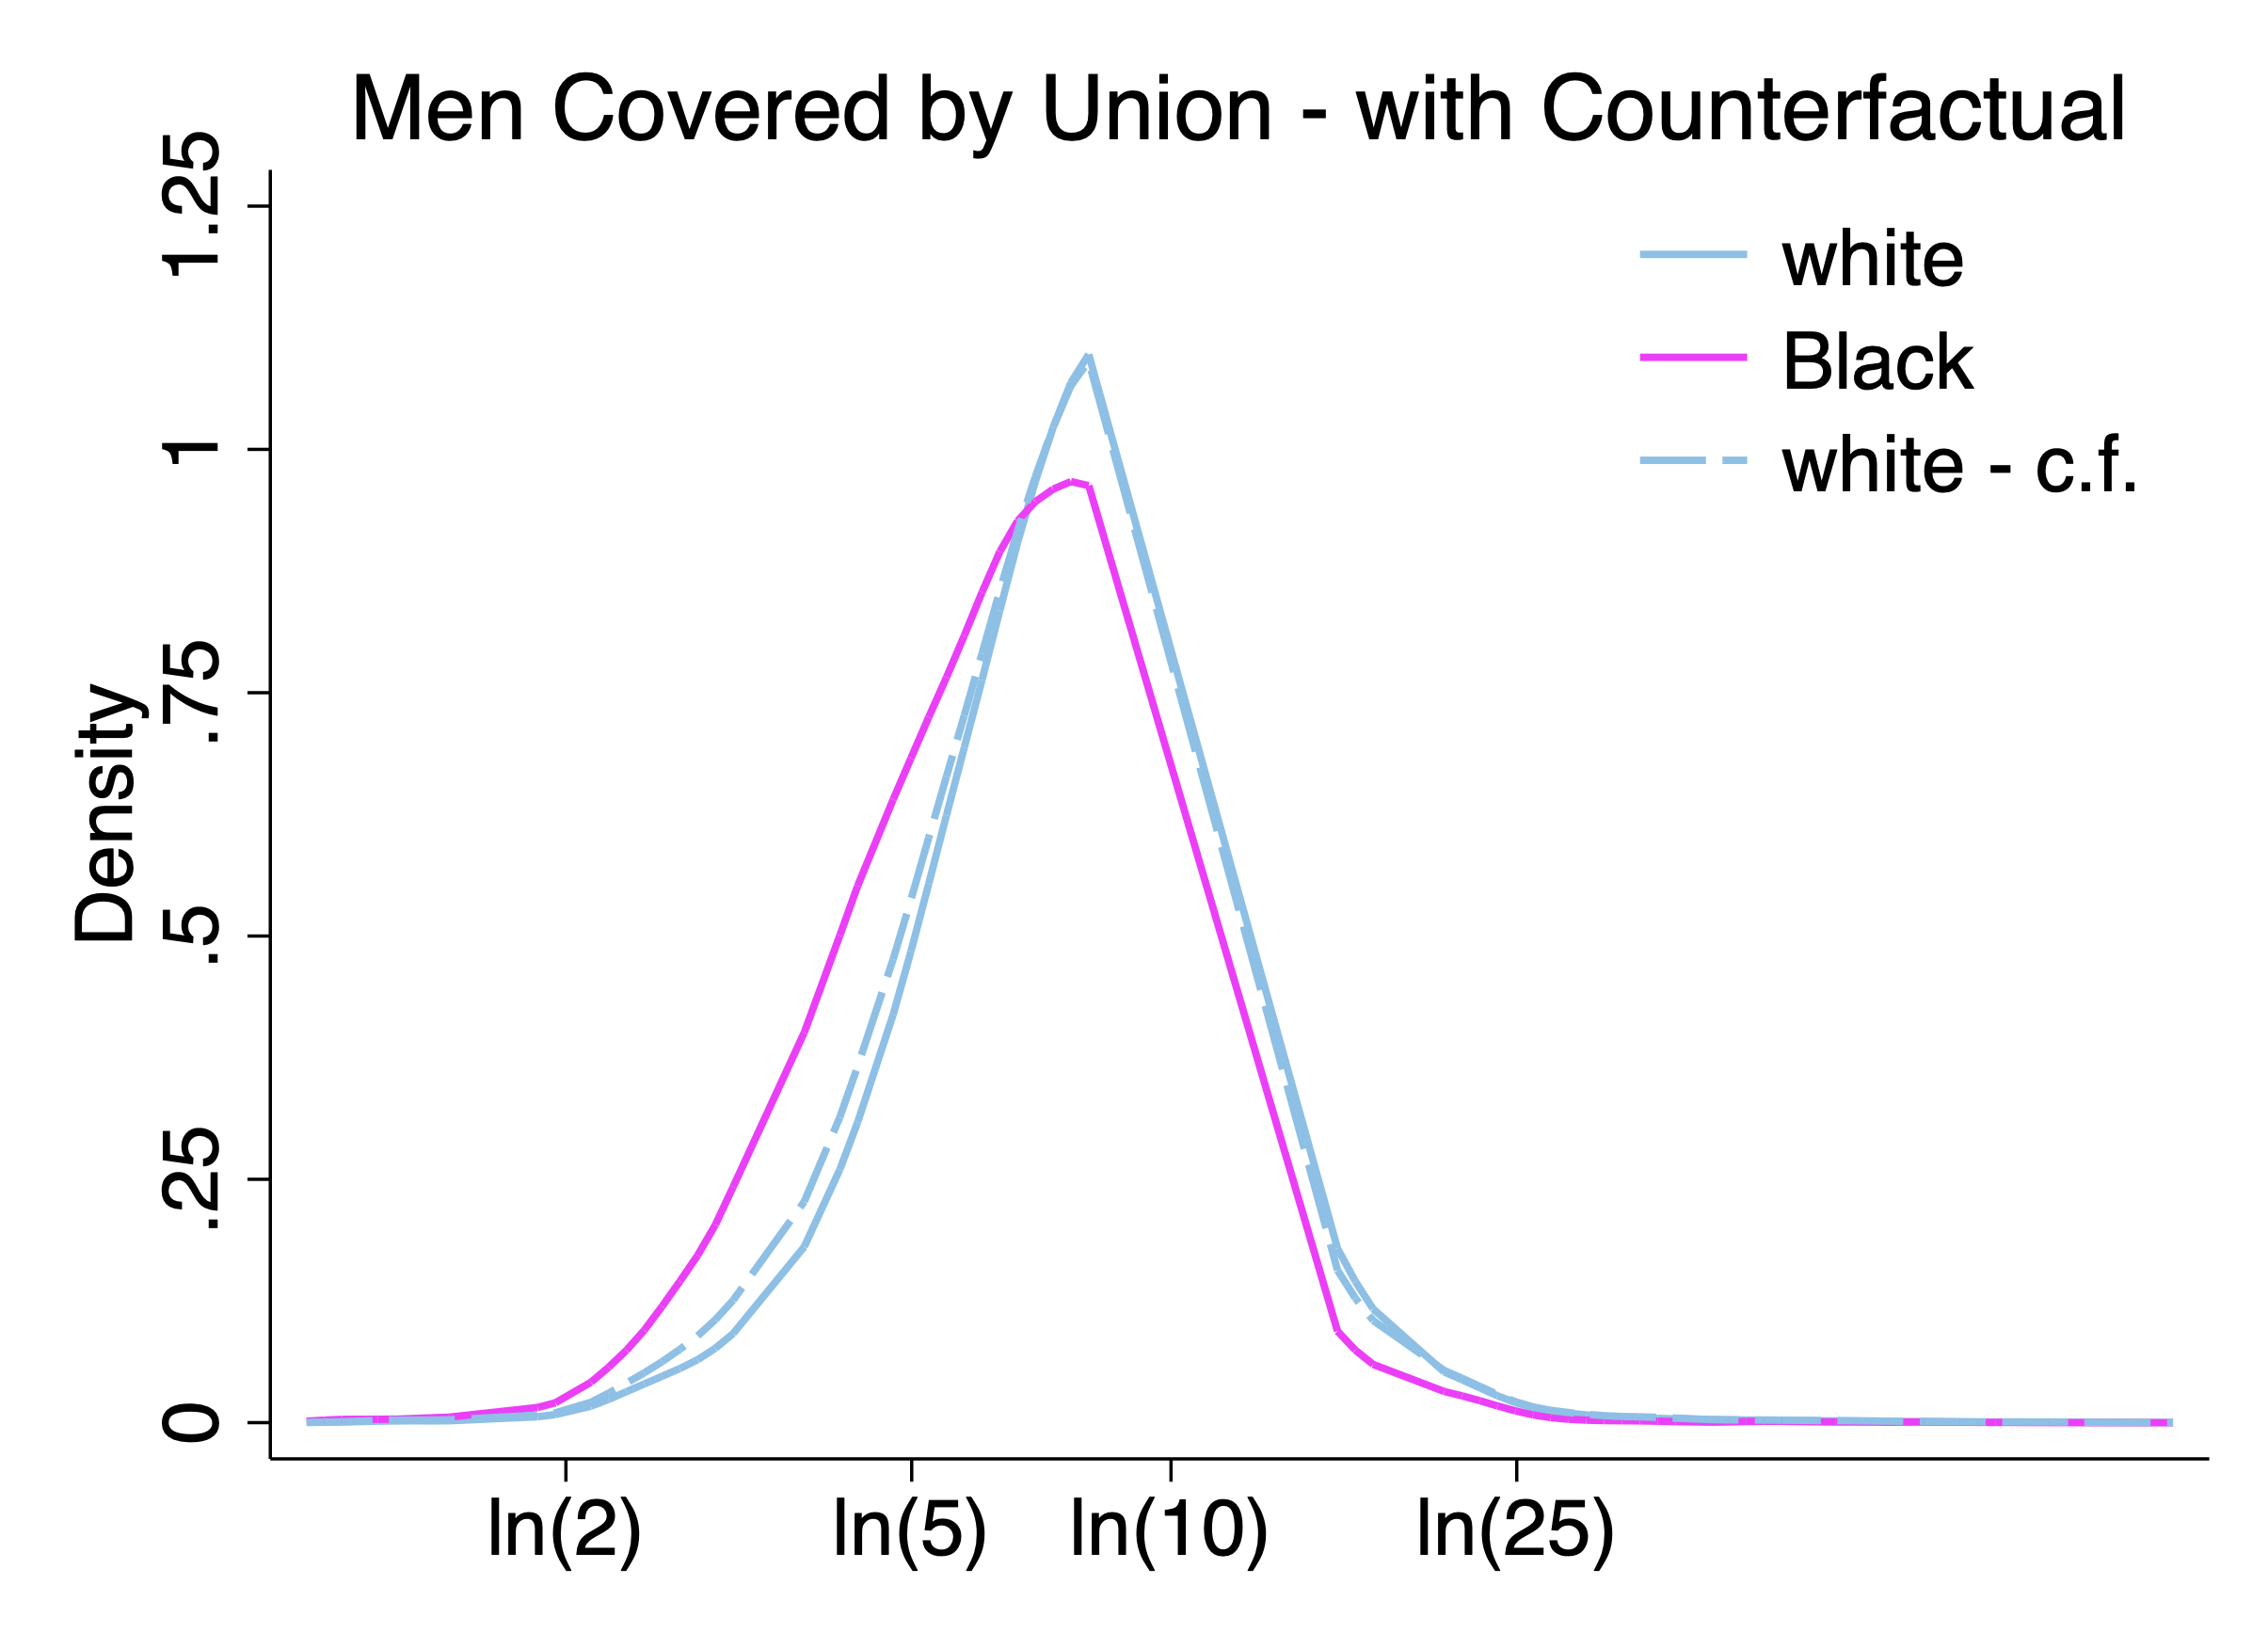 Men Covered by Union - with Counterfactual
white
Black
white - c.f.
Density
1.25
1
.75
.5
.25
0
ln(2) ln(5) ln(10) ln(25)